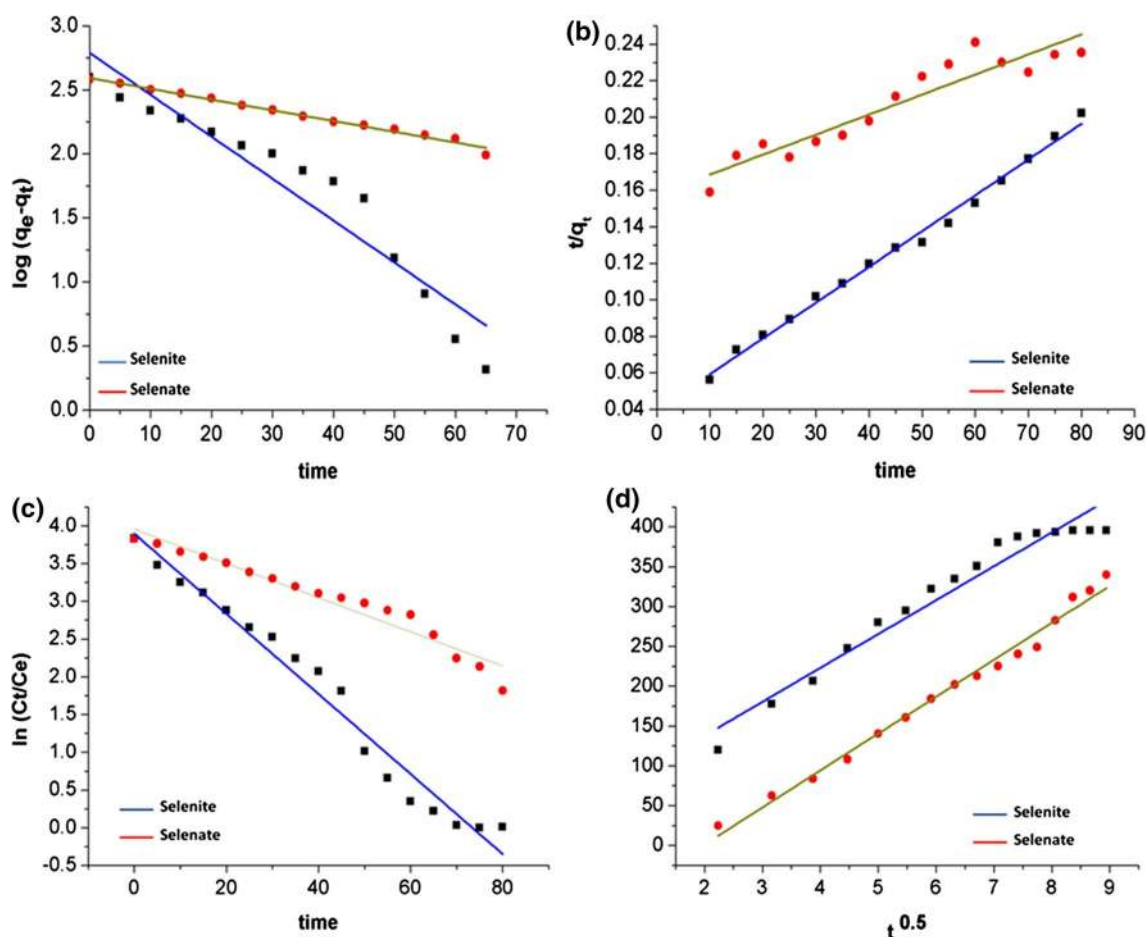 3.0
2.5
2.0
1.5
1.0
0.5
0.0
log (qe-qt)
Selenite
Selenate
0 10 20 30 40 50 60 70
time
(b)
0.24
0.22
0.20
0.18
0.16
0.14
0.12
0.10
0.08
0.06
0.04
t/qt
Selenite
Selenate
0 10 20 30 40 50 60 70 80 90
time
(c)
4.0
3.5
3.0
2.5
2.0
1.5
1.0
0.5
0.0
-0.5
ln (Ct/Ce)
Selenite
Selenate
0 20 40 60 80
time
(d)
400
350
300
250
200
150
100
50
0
Selenite
Selenate
2 3 4 5 6 7 8 9
t 0.5